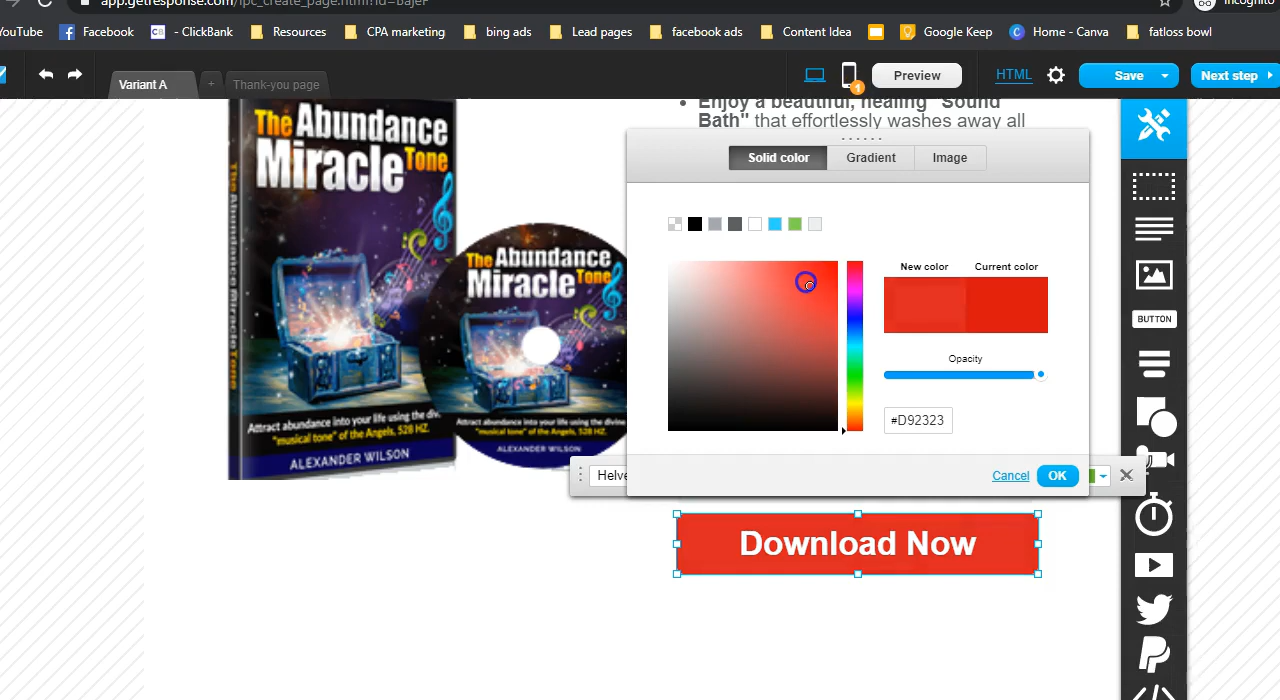 app.getresponse.com/lpc_create_page.html?id=BajeF
Incognito
YouTube
Facebook
CB - ClickBank
Resources
CPA marketing
bing ads
Lead pages
facebook ads
Content Idea
Google Keep
C Home - Canva
fatloss bowl
Variant A
+
Thank-you page
1
Preview
HTML
Save
Next step
Enjoy a beautiful, healing "Sound
Bath" that effortlessly washes away all
Solid color
Gradient
Image
New color
Current color
Opacity
#D92323
Cancel
OK
Helve
Download Now
BUTTON
The Abundance
Miracle Tone
The Abundance Miracle Tone
Attract abundance into your life using the divi
"musical tone" of the Angels, 528 HZ.
ALEXANDER WILSON
The Abundance
Miracle Tone
Attract abundance into your life using the divine
"musical tone" of the Angels, 528 HZ.
ALEXANDER WILSON